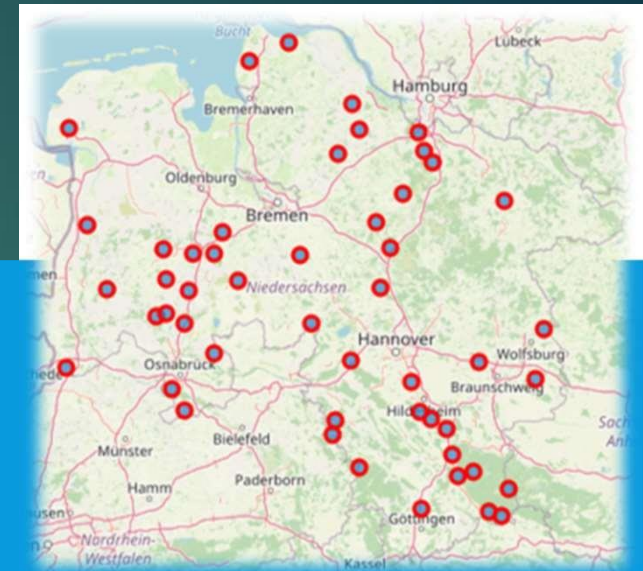 Bucht
Lübeck
Hamburg
Bremerhaven
Oldenburg
Bremen
Niedersachsen
Hannover
Wolfsburg
Osnabrück
Braunschweig
Bielefeld
Münster
Paderborn
Hamm
Göttingen
Nordrhein-
Westfalen
Kassel